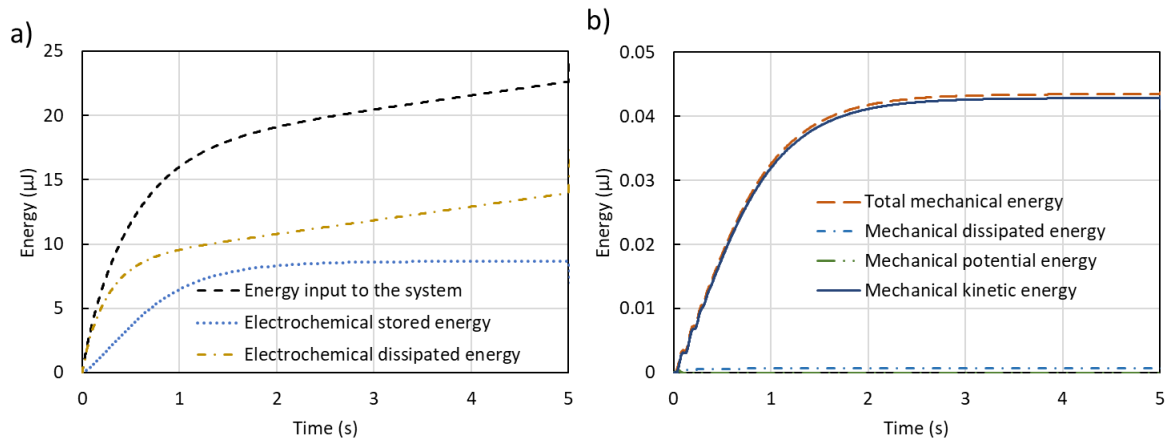 a)
25
20
15
10
5
0
Energy (µJ)
Energy input to the system
Electrochemical stored energy
Electrochemical dissipated energy
0 1 2 3 4 5
Time (s)
b)
0.05
0.04
0.03
0.02
0.01
0
Energy (µJ)
Total mechanical energy
Mechanical dissipated energy
Mechanical potential energy
Mechanical kinetic energy
0 1 2 3 4 5
Time (s)